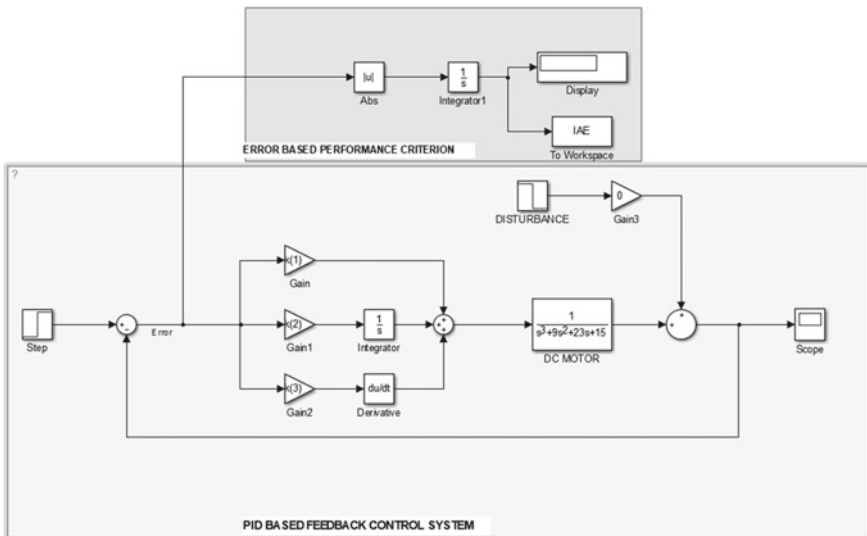 |u|
Abs
1
s
Integrator1
Display
IAE
To Workspace
ERROR BASED PERFORMANCE CRITERION
?
DISTURBANCE
0
Gain3
k(1)
Gain
Step
+
−
Error
k(2)
Gain1
1
s
Integrator
+
+
+
1
s³+9s²+23s+15
DC MOTOR
+
+
Scope
k(3)
Gain2
du/dt
Derivative
PID BASED FEEDBACK CONTROL SYSTEM